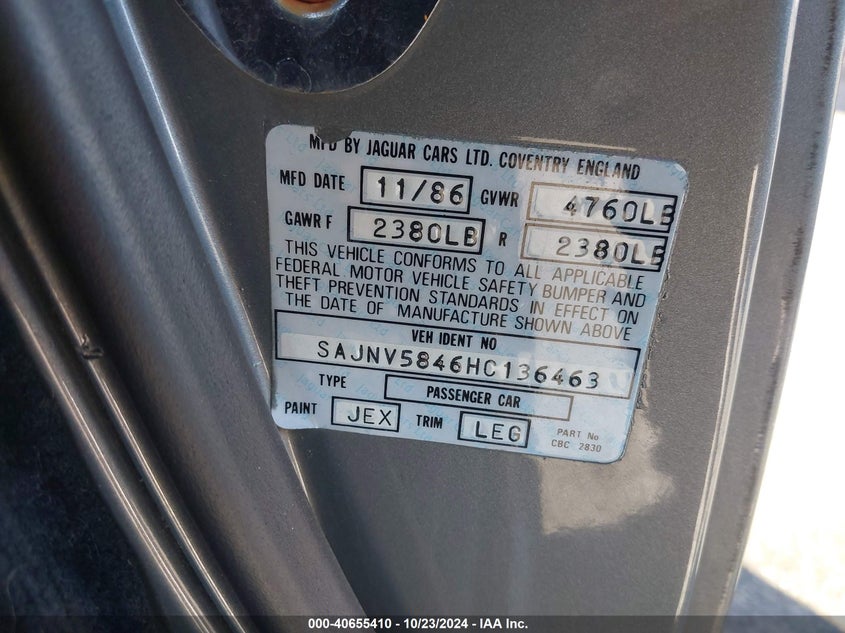 MFD BY JAGUAR CARS LTD. COVENTRY ENGLAND
MFD DATE 11/86 GVWR 4760LB
GAWR F 2380LB R 2380LB
THIS VEHICLE CONFORMS TO ALL APPLICABLE
FEDERAL MOTOR VEHICLE SAFETY BUMPER AND
THEFT PREVENTION STANDARDS IN EFFECT ON
THE DATE OF MANUFACTURE SHOWN ABOVE
VEH IDENT NO
SAJNV5846HC136463
TYPE PASSENGER CAR
PAINT JEX TRIM LEG
PART No
CBC 2830
000-40655410 - 10/23/2024 - IAA Inc.